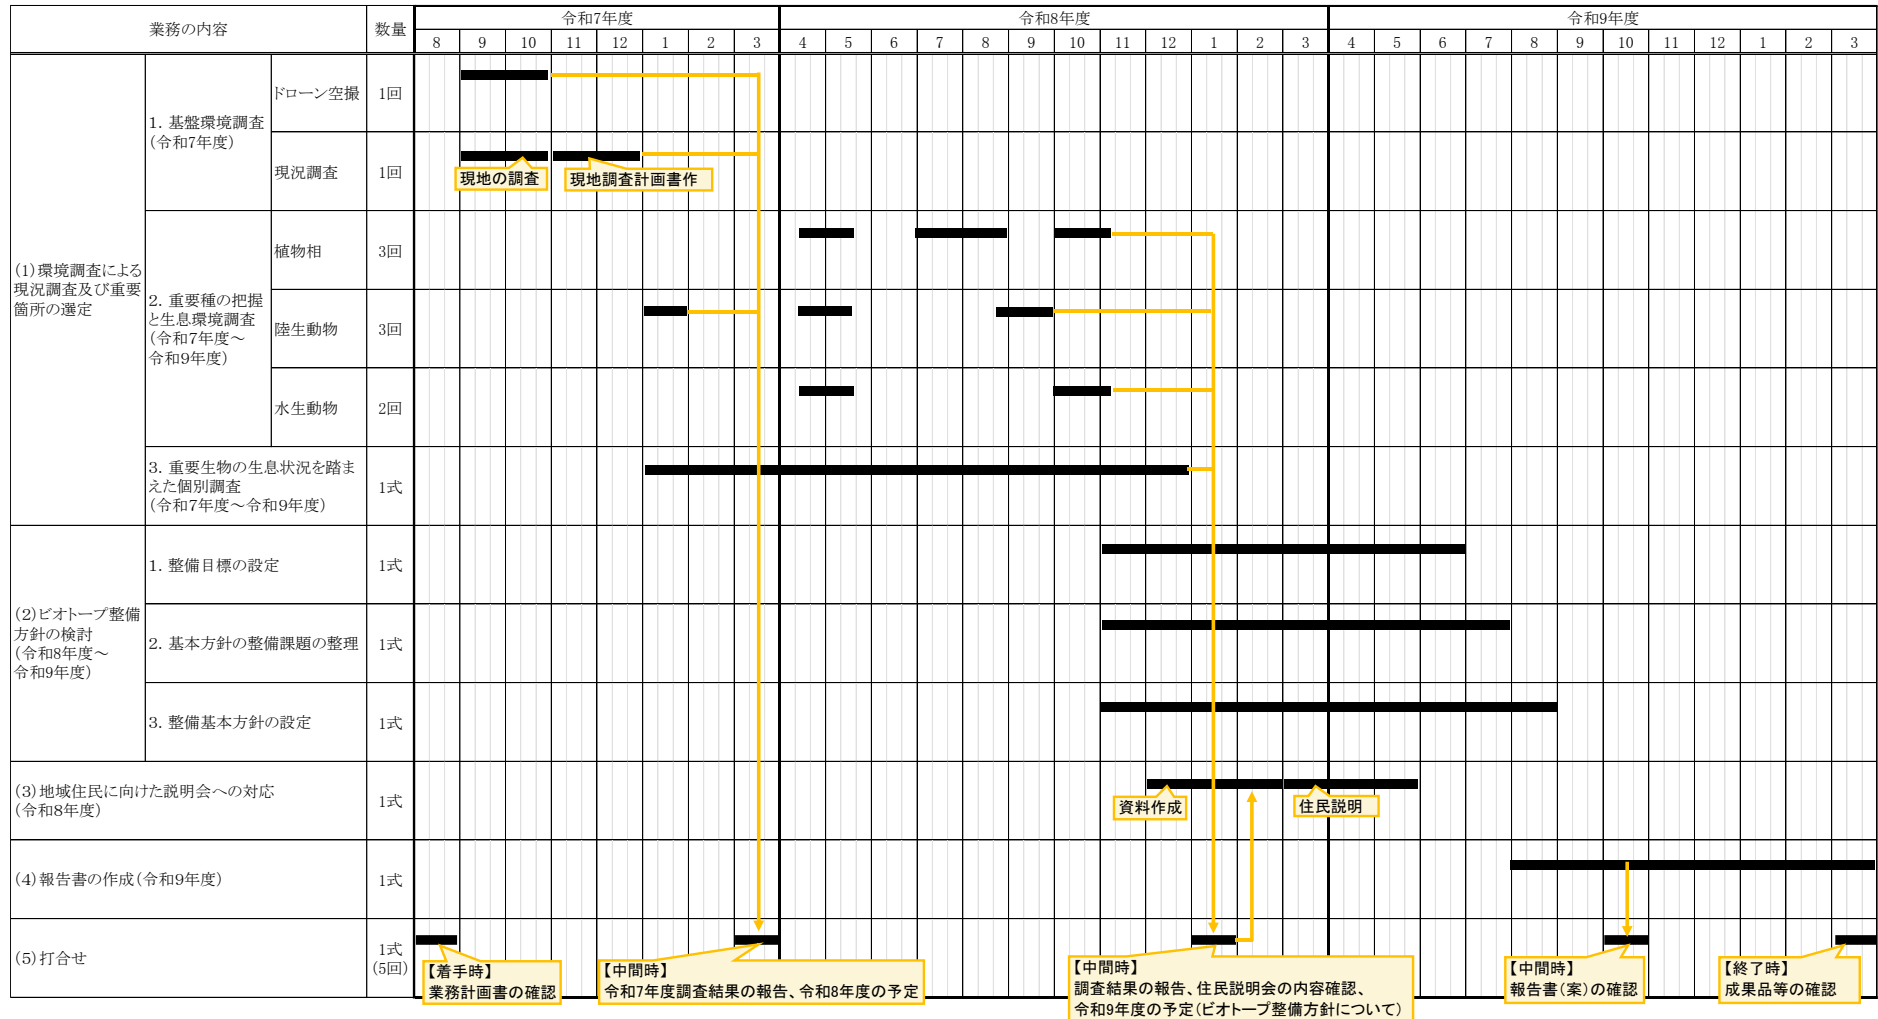 業務の内容
数量
令和7年度
令和8年度
令和9年度
8 9 10 11 12 1 2 3 4 5 6 7 8 9 10 11 12 1 2 3 4 5 6 7 8 9 10 11 12 1 2 3
(1)環境調査による
現況調査及び重要
箇所の選定
1. 基盤環境調査
(令和7年度)
ドローン空撮
1回
現況調査
1回
現地の調査
現地調査計画書作
2. 重要種の把握
と生息環境調査
(令和7年度～
令和9年度)
植物相
3回
陸生動物
3回
水生動物
2回
3. 重要生物の生息状況を踏ま
えた個別調査
(令和7年度～令和9年度)
1式
(2)ビオトープ整備
方針の検討
(令和8年度～
令和9年度)
1. 整備目標の設定
1式
2. 基本方針の整備課題の整理
1式
3. 整備基本方針の設定
1式
(3)地域住民に向けた説明会への対応
(令和8年度)
1式
資料作成
住民説明
(4)報告書の作成(令和9年度)
1式
(5)打合せ
1式
(5回)
【着手時】
業務計画書の確認
【中間時】
令和7年度調査結果の報告、令和8年度の予定
【中間時】
調査結果の報告、住民説明会の内容確認、
令和9年度の予定(ビオトープ整備方針について)
【中間時】
報告書(案)の確認
【終了時】
成果品等の確認